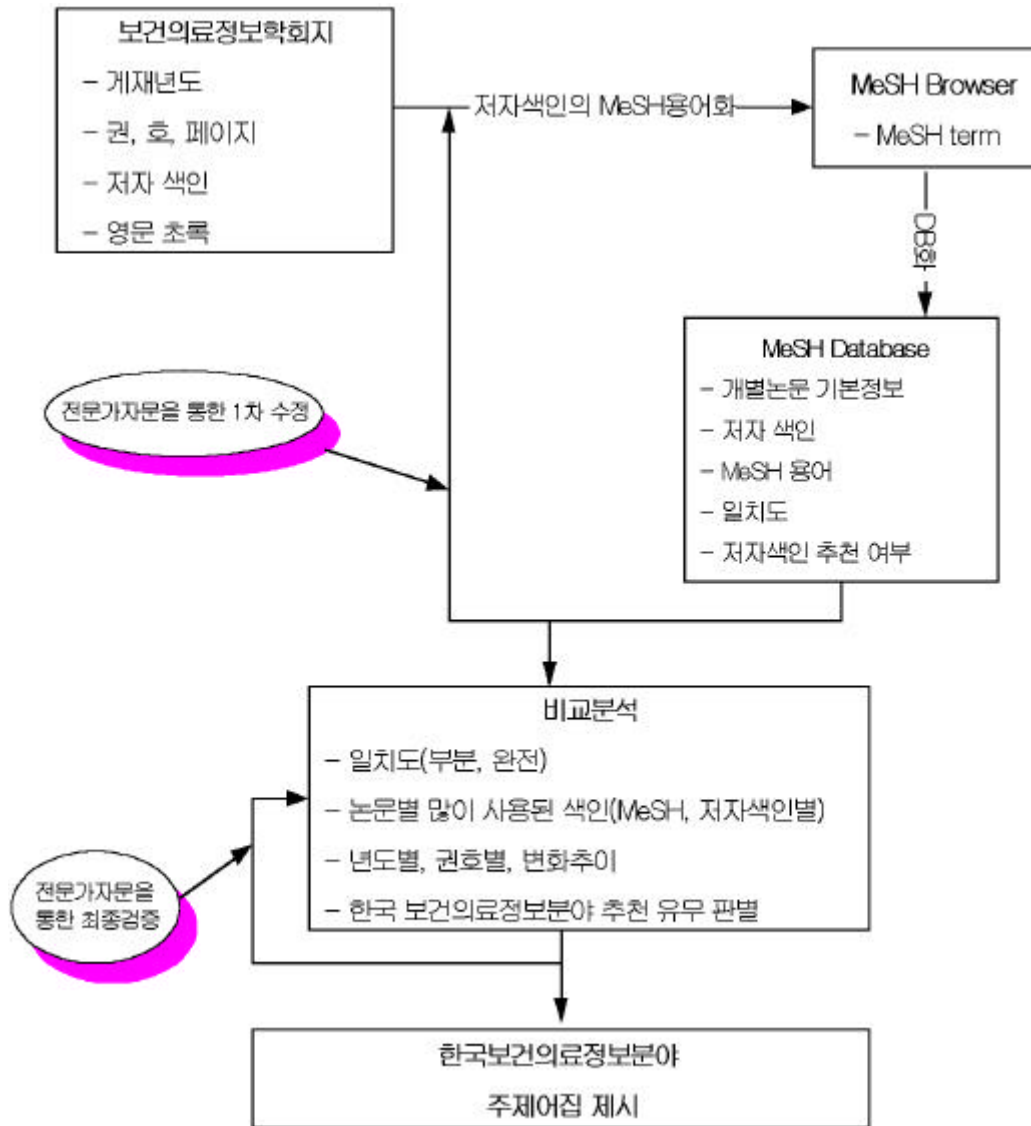 보건의료정보학회지
- 게재년도
- 권, 호, 페이지
- 저자 색인
- 영문 초록
저자색인의 MeSH용어화
MeSH Browser
- MeSH term
DB화
MeSH Database
- 개별논문 기본정보
- 저자 색인
- MeSH 용어
- 일치도
- 저자색인 추천 여부
전문가자문을 통한 1차 수정
비교분석
- 일치도(부분, 완전)
- 논문별 많이 사용된 색인(MeSH, 저자색인별)
- 년도별, 권호별, 변화추이
- 한국 보건의료정보분야 추천 유무 판별
전문가자문을
통한 최종검증
한국보건의료정보분야
주제어집 제시